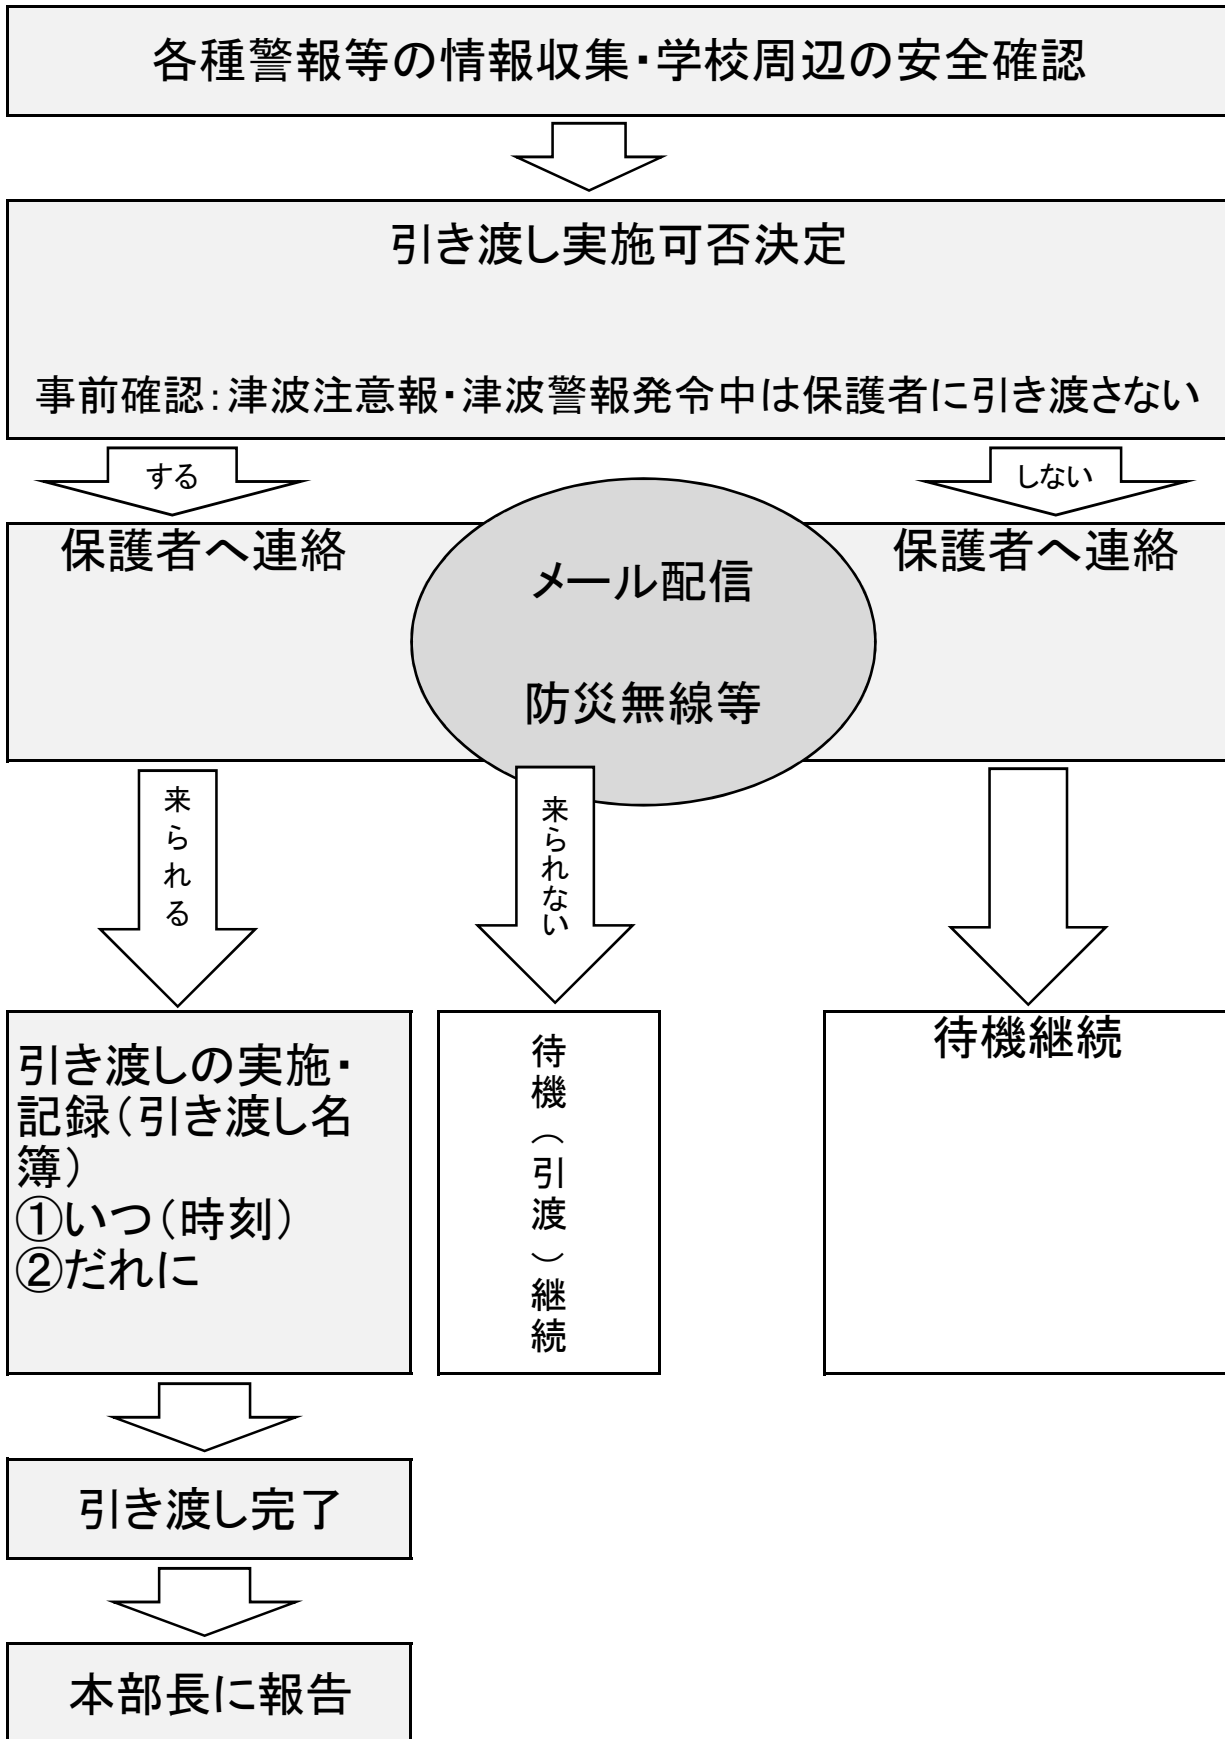 各種警報等の情報収集・学校周辺の安全確認
引き渡し実施可否決定
事前確認：津波注意報・津波警報発令中は保護者に引き渡さない
する
しない
保護者へ連絡
メール配信
防災無線等
保護者へ連絡
来られる
来られない
引き渡しの実施・
記録（引き渡し名
簿）
①いつ（時刻）
②だれに
待機（引渡）継続
待機継続
引き渡し完了
本部長に報告